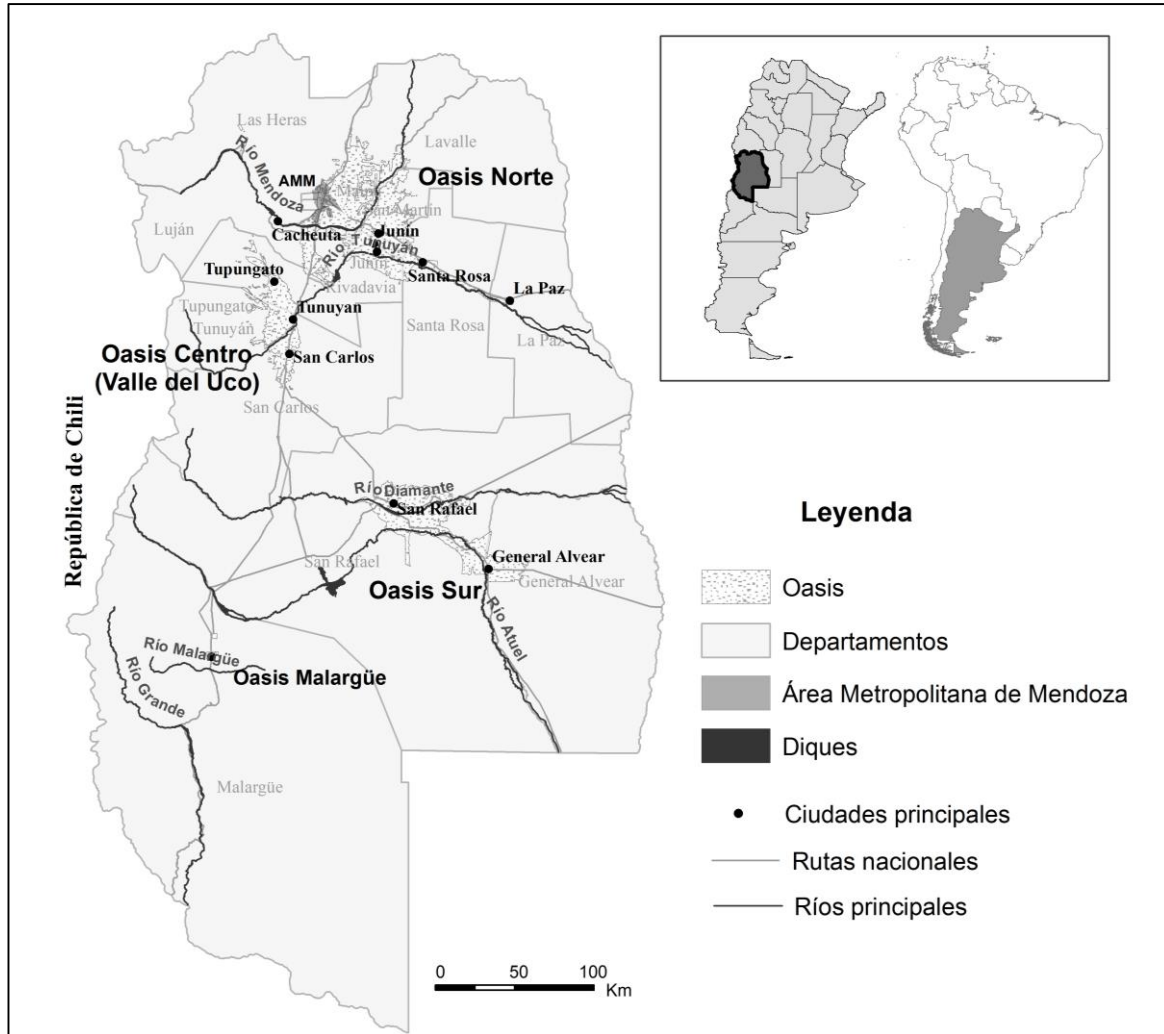 Las Heras
Lavalle
Río Mendoza
AMM
Oasis Norte
San Martín
Luján
Cacheuta
Junín
Río Tunuyán
Junín
Santa Rosa
Tupungato
Rivadavia
La Paz
Tupungato
Tunuyan
Santa Rosa
Tunuyán
La Paz
Oasis Centro
(Valle del Uco)
San Carlos
San Carlos
República de Chili
Río Diamante
San Rafael
General Alvear
San Rafael
General Alvear
Oasis Sur
Río Atuel
Río Malargüe
Oasis Malargüe
Río Grande
Malargüe
0 50 100
Km
Leyenda
Oasis
Departamentos
Área Metropolitana de Mendoza
Diques
Ciudades principales
Rutas nacionales
Ríos principales